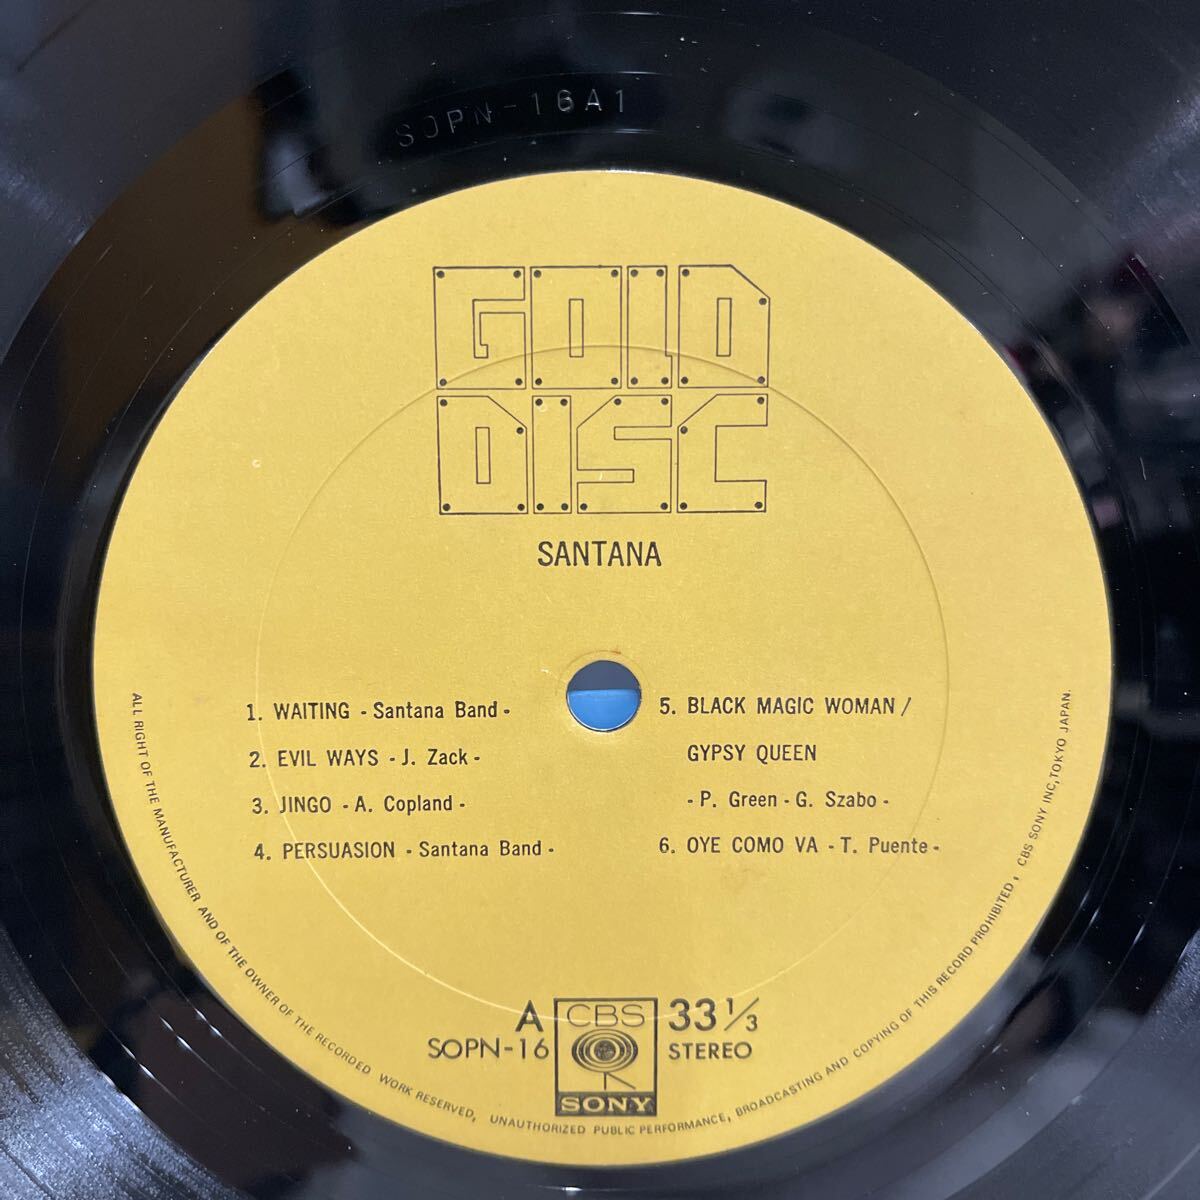 SOPN-16A1
GOLD
DISC
SANTANA
1. WAITING - Santana Band -
2. EVIL WAYS - J. Zack -
3. JINGO - A. Copland -
4. PERSUASION - Santana Band -
5. BLACK MAGIC WOMAN /
GYPSY QUEEN
- P. Green - G. Szabo -
6. OYE COMO VA - T. Puente -
A
SOPN-16
CBS
SONY
33 1/3
STEREO
ALL RIGHT OF THE MANUFACTURER AND OF THE OWNER OF THE RECORDED WORK RESERVED, UNAUTHORIZED PUBLIC PERFORMANCE, BROADCASTING AND COPYING OF THIS RECORD PROHIBITED, CBS SONY INC, TOKYO JAPAN.